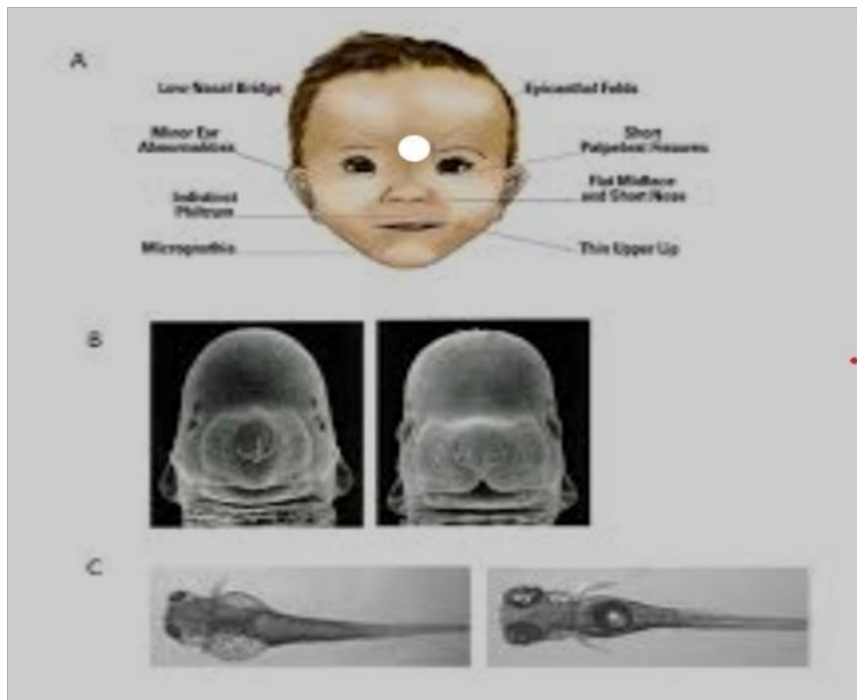 A
Low Nasal Bridge
Epicanthal Folds
Minor Ear
Abnormalities
Short
Palpebral Fissures
Indistinct
Philtrum
Flat Midface
and Short Nose
Micrognathia
Thin Upper Lip
B
C